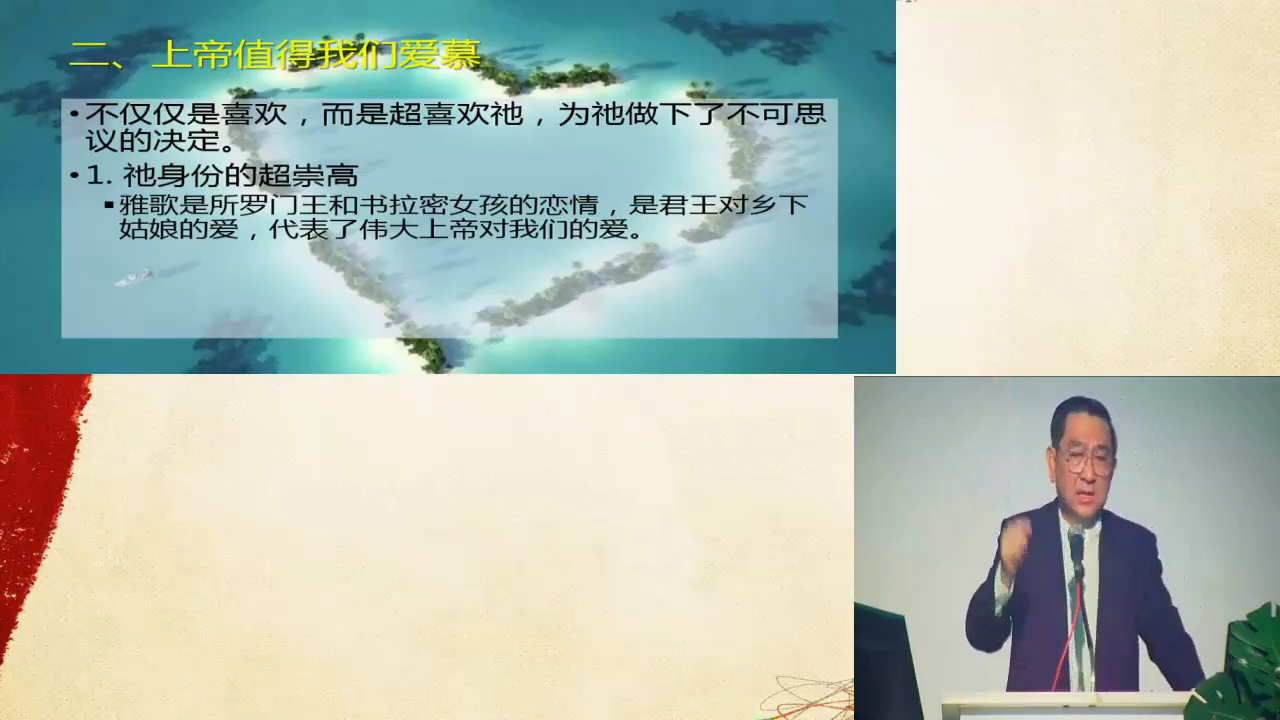 二、上帝值得我们爱慕
•不仅仅是喜欢，而是超喜欢祂，为祂做下了不可思
议的决定。
•1. 祂身份的超崇高
▪雅歌是所罗门王和书拉密女孩的恋情，是君王对乡下
姑娘的爱，代表了伟大上帝对我们的爱。